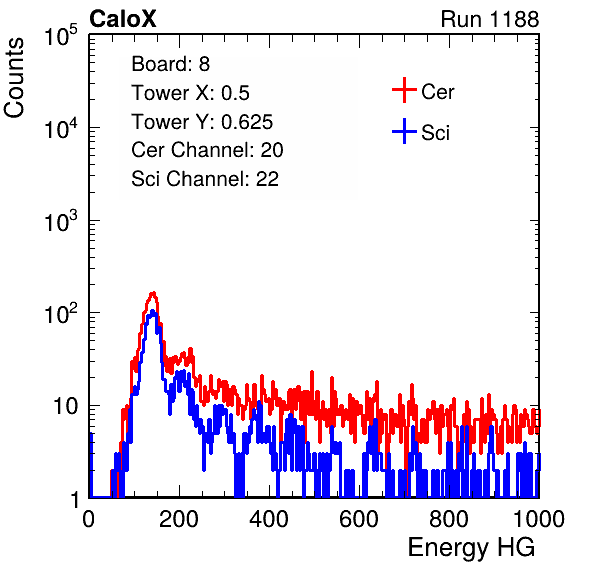 CaloX Run 1188
Counts
10^5
10^4
10^3
10^2
10
1
Board: 8
Tower X: 0.5
Tower Y: 0.625
Cer Channel: 20
Sci Channel: 22
Cer
Sci
0 200 400 600 800 1000
Energy HG